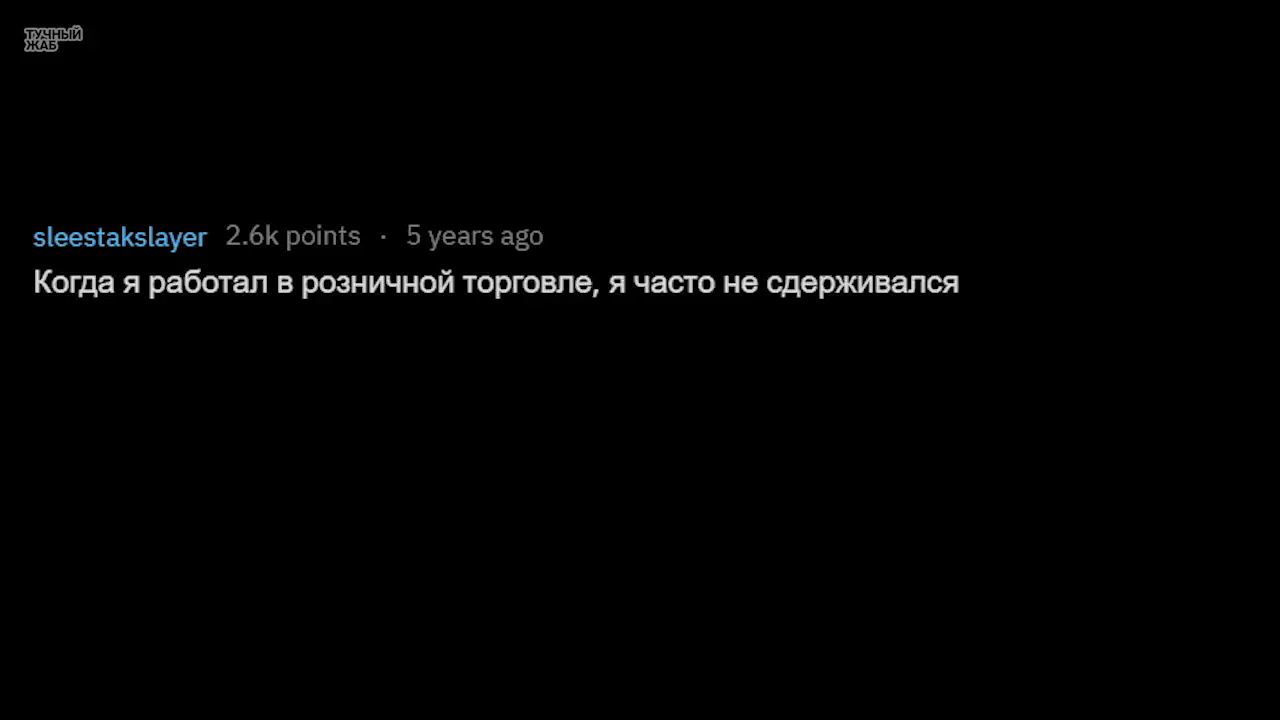 ТУЧНЫЙ
ЖАБ
sleestakslayer 2.6k points · 5 years ago
Когда я работал в розничной торговле, я часто не сдерживался